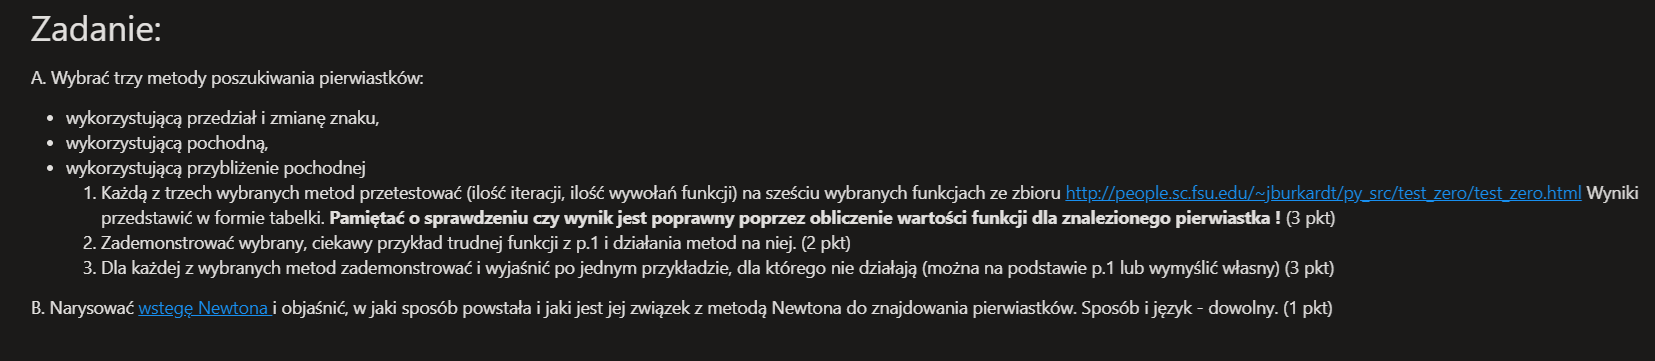 Zadanie:
A. Wybrać trzy metody poszukiwania pierwiastków:
• wykorzystującą przedział i zmianę znaku,
• wykorzystującą pochodną,
• wykorzystującą przybliżenie pochodnej
1. Każdą z trzech wybranych metod przetestować (ilość iteracji, ilość wywołań funkcji) na sześciu wybranych funkcjach ze zbioru http://people.sc.fsu.edu/~jburkardt/py_src/test_zero/test_zero.html Wyniki
przedstawić w formie tabelki. Pamiętać o sprawdzeniu czy wynik jest poprawny poprzez obliczenie wartości funkcji dla znalezionego pierwiastka ! (3 pkt)
2. Zademonstrować wybrany, ciekawy przykład trudnej funkcji z p.1 i działania metod na niej. (2 pkt)
3. Dla każdej z wybranych metod zademonstrować i wyjaśnić po jednym przykładzie, dla którego nie działają (można na podstawie p.1 lub wymyślić własny) (3 pkt)
B. Narysować wstęgę Newtona i objaśnić, w jaki sposób powstała i jaki jest jej związek z metodą Newtona do znajdowania pierwiastków. Sposób i język - dowolny. (1 pkt)